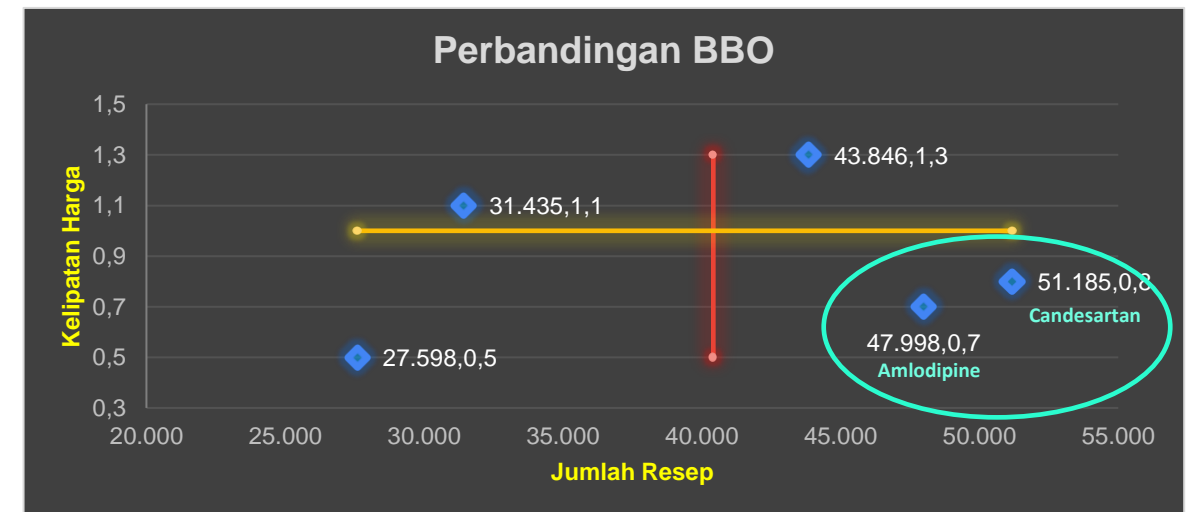 Perbandingan BBO
Kelipatan Harga
1,5
1,3
1,1
0,9
0,7
0,5
0,3
43.846,1,3
31.435,1,1
51.185,0,8
Candesartan
47.998,0,7
Amlodipine
27.598,0,5
20.000 25.000 30.000 35.000 40.000 45.000 50.000 55.000
Jumlah Resep